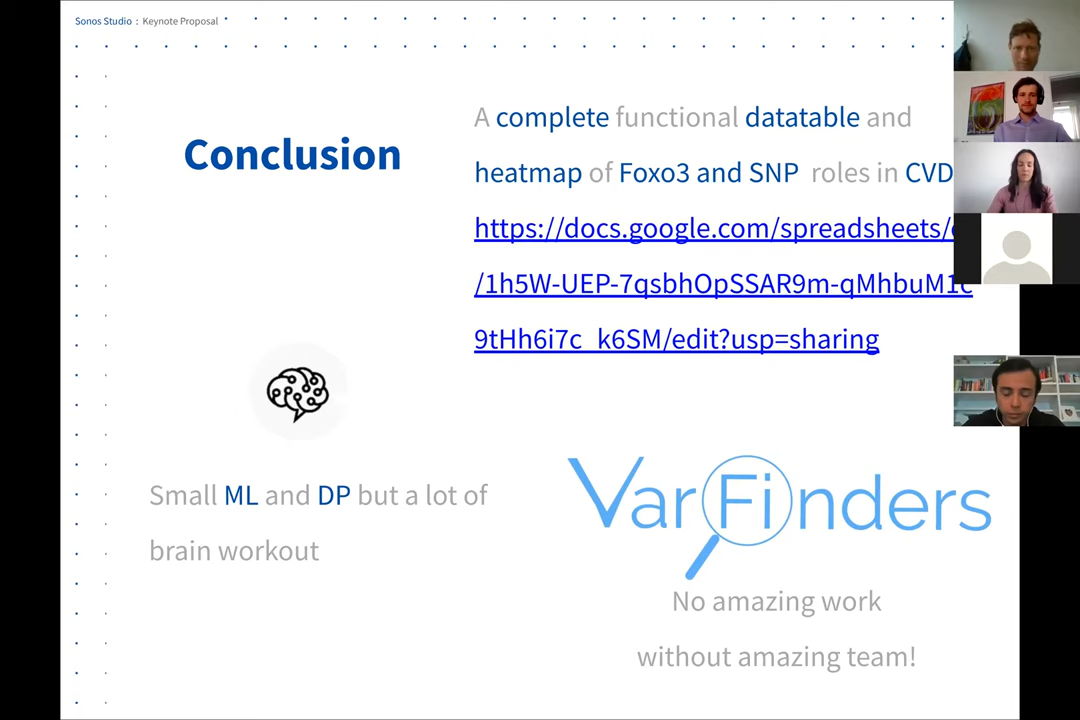 Sonos Studio : Keynote Proposal
Conclusion
A complete functional datatable and
heatmap of Foxo3 and SNP roles in CVD
https://docs.google.com/spreadsheets/
/1h5W-UEP-7qsbhOpSSAR9m-qMhbuM1c
9tHh6i7c_k6SM/edit?usp=sharing
Small ML and DP but a lot of
brain workout
VarFinders
No amazing work
without amazing team!